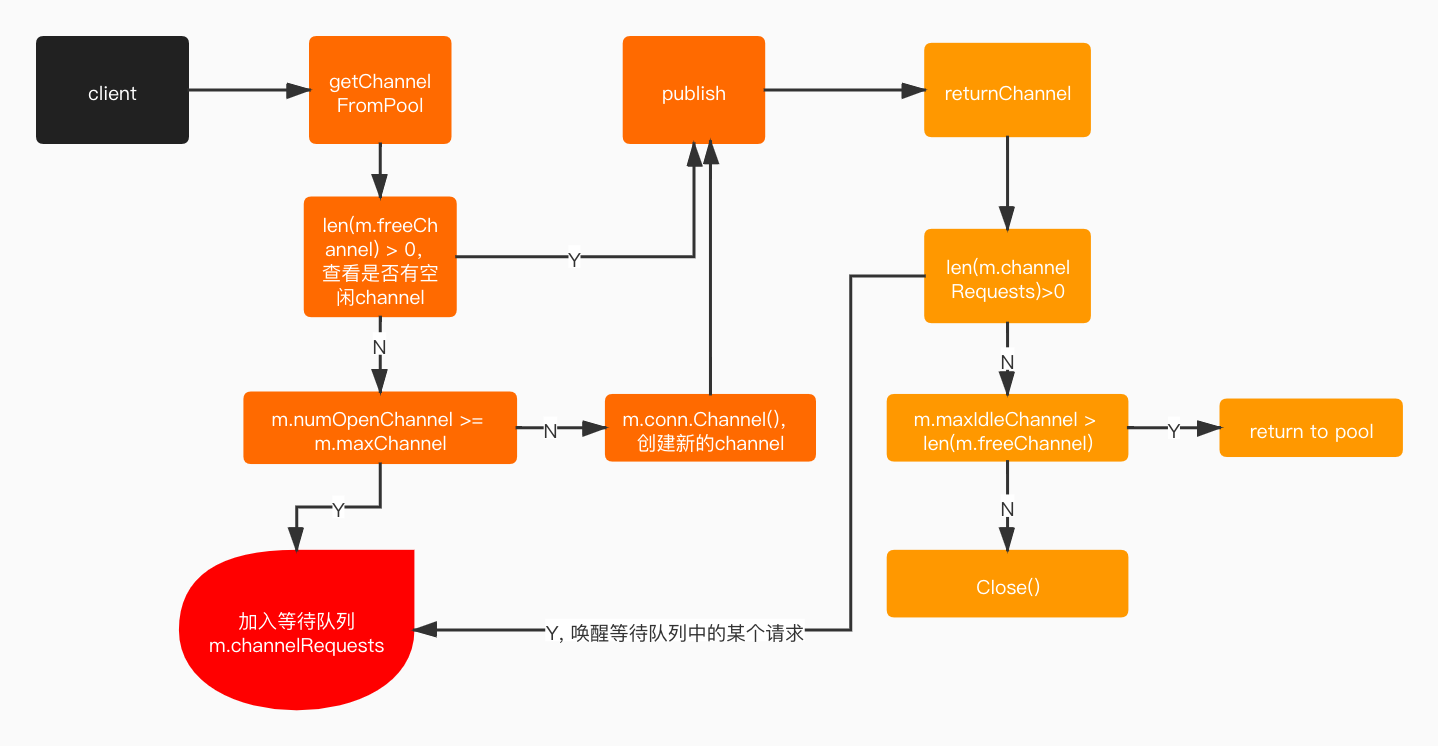 client
getChannel
FromPool
publish
returnChannel
len(m.freeCh
annel) > 0，
查看是否有空
闲channel
Y
len(m.channel
Requests)>0
N
N
m.numOpenChannel >=
m.maxChannel
N
m.conn.Channel()，
创建新的channel
m.maxIdleChannel >
len(m.freeChannel)
Y
return to pool
Y
N
Close()
加入等待队列
m.channelRequests
Y, 唤醒等待队列中的某个请求